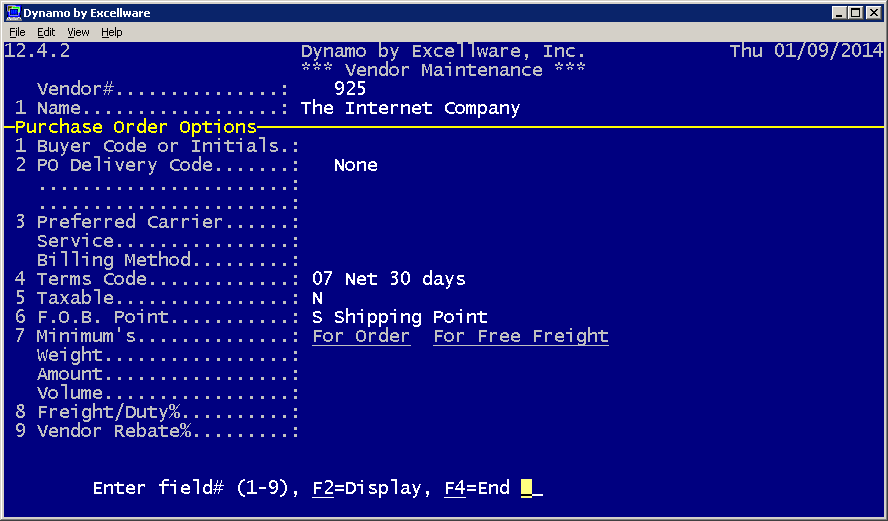 Dynamo by Excellware
File Edit View Help
12.4.2 Dynamo by Excellware, Inc. Thu 01/09/2014
*** Vendor Maintenance ***
Vendor#...............: 925
1 Name..................: The Internet Company
Purchase Order Options
1 Buyer Code or Initials.:
2 PO Delivery Code.......: None
.......................:
.......................:
3 Preferred Carrier......:
Service................:
Billing Method.........:
4 Terms Code.............: 07 Net 30 days
5 Taxable................: N
6 F.O.B. Point...........: S Shipping Point
7 Minimum's..............: For Order For Free Freight
Weight.................:
Amount.................:
Volume.................:
8 Freight/Duty%..........:
9 Vendor Rebate%.........:
Enter field# (1-9), F2=Display, F4=End